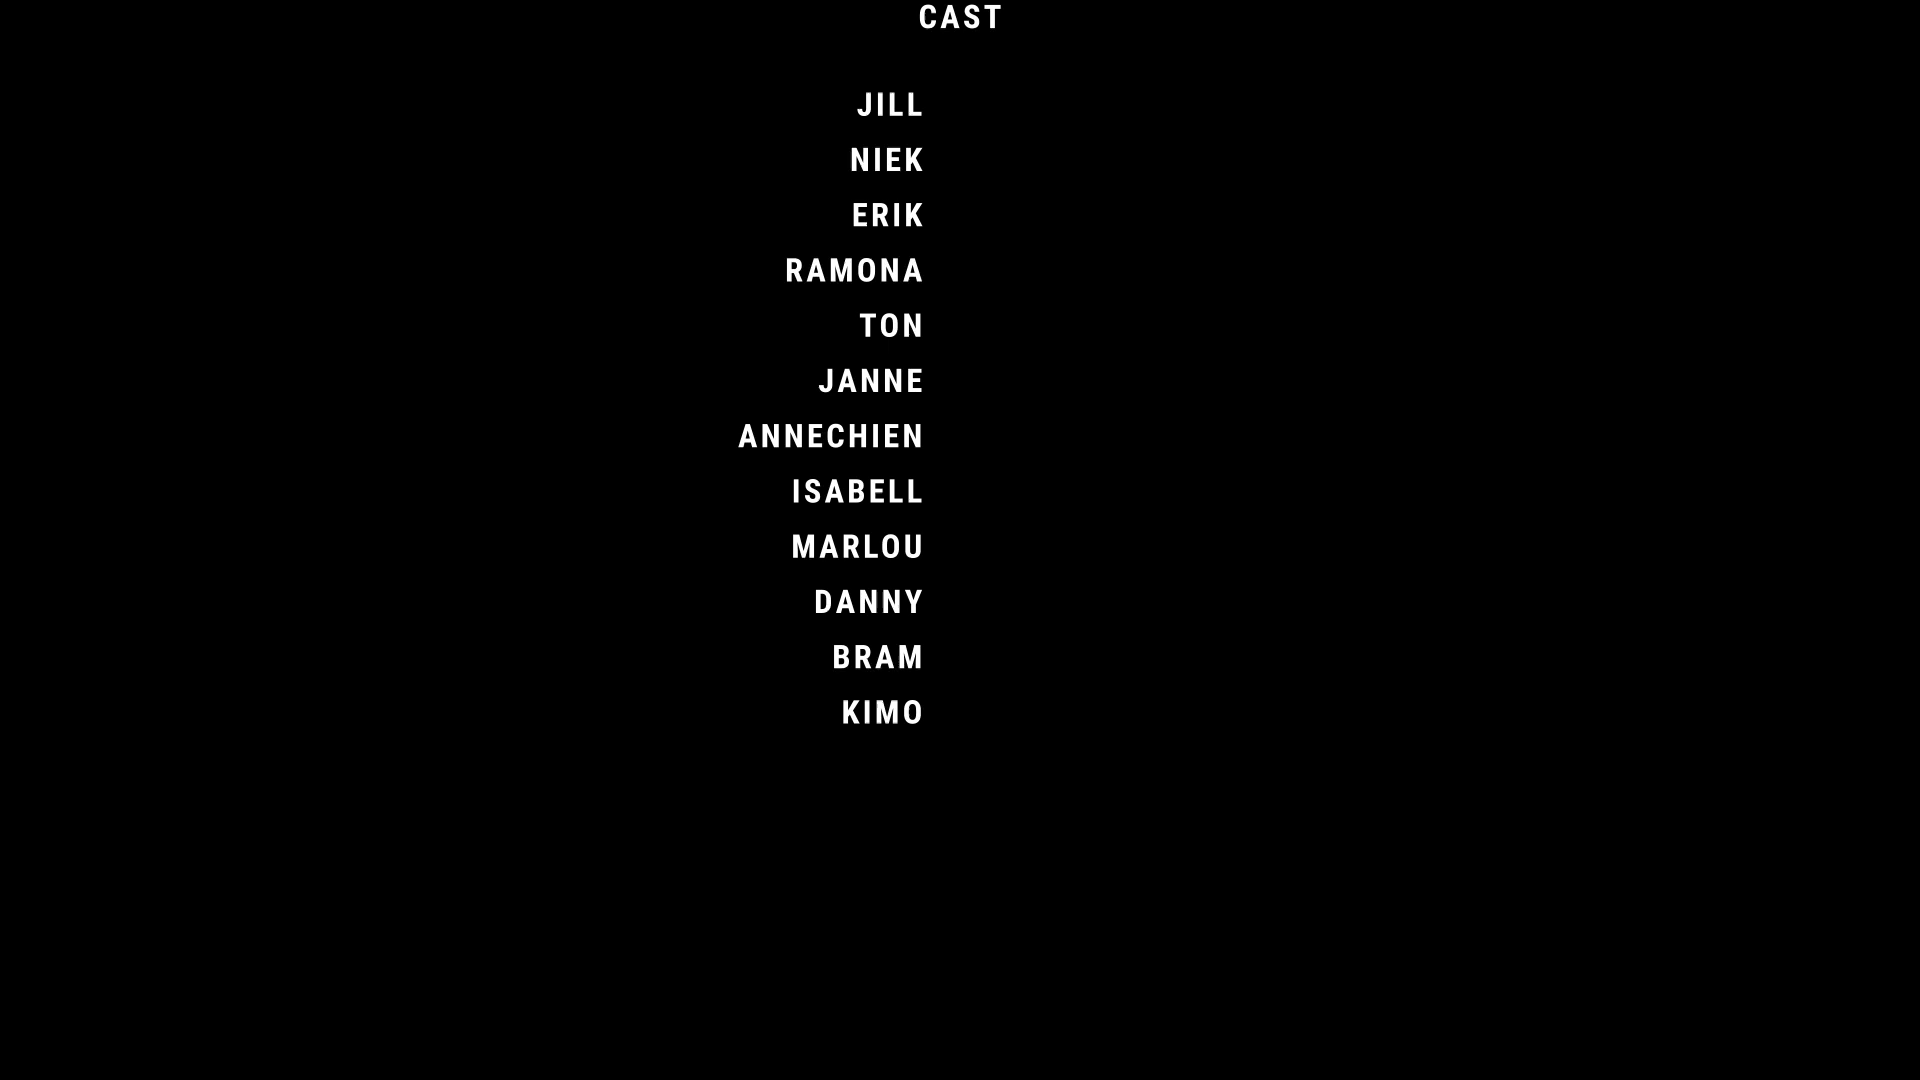 CAST
JILL
NIEK
ERIK
RAMONA
TON
JANNE
ANNECHIEN
ISABELL
MARLOU
DANNY
BRAM
KIMO